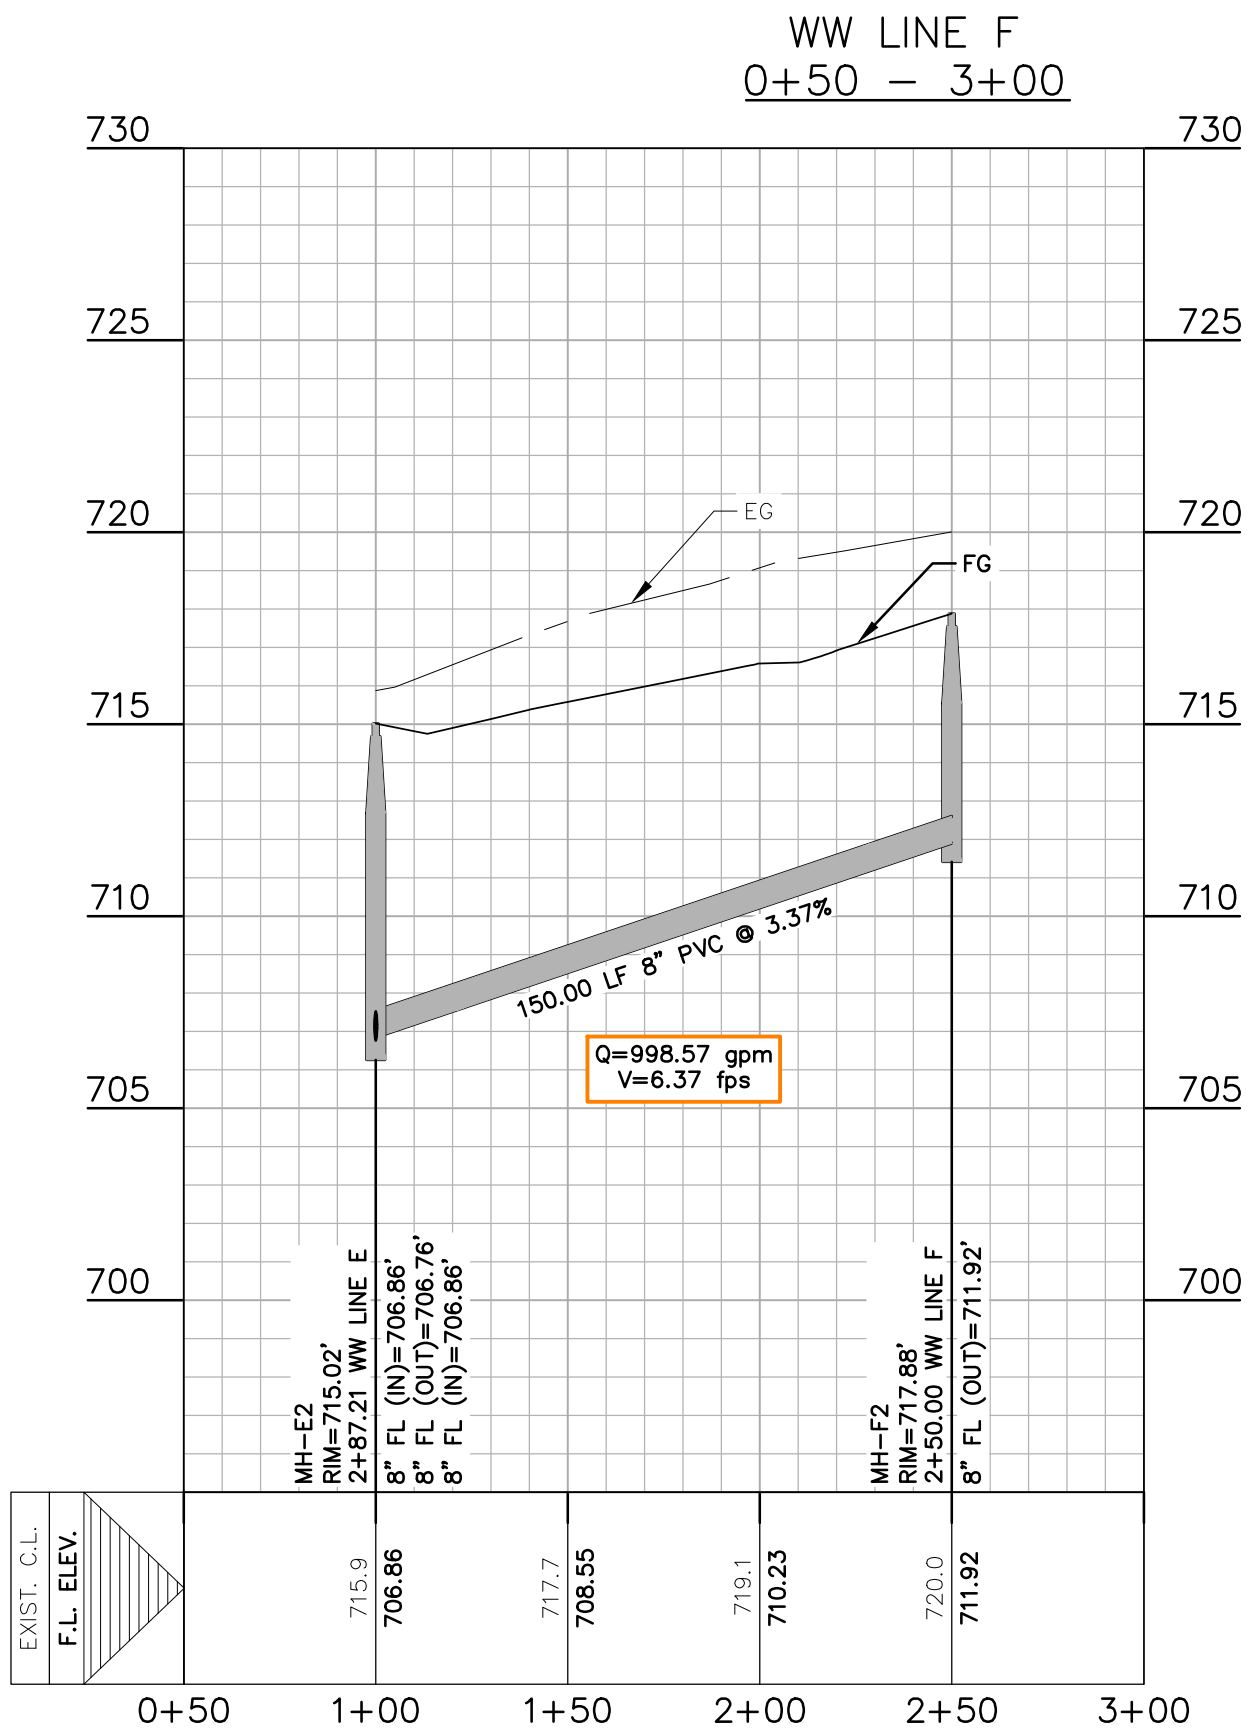 WW LINE F
0+50 - 3+00
730 730
725 725
720 720
715 715
710 710
705 705
700 700
EG
FG
150.00 LF 8" PVC @ 3.37%
Q=998.57 gpm
V=6.37 fps
MH-E2
RIM=715.02'
2+87.21 WW LINE E
8" FL (IN)=706.86'
8" FL (OUT)=706.76'
8" FL (IN)=706.86'
MH-F2
RIM=717.88'
2+50.00 WW LINE F
8" FL (OUT)=711.92'
EXIST. C.L.
F.L. ELEV.
715.9
706.86
717.7
708.55
719.1
710.23
720.0
711.92
0+50 1+00 1+50 2+00 2+50 3+00